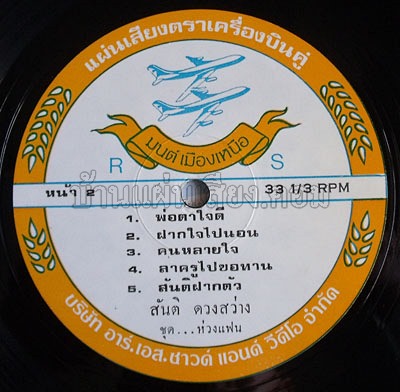 แผ่นเสียงตราเครื่องบินคู่
มนต์เมืองเหนือ
R S
หน้า 2 33 1/3 RPM
บ้านแผ่นเสียง.คอม
1. พ่อตาใจดี
2. ฝากใจไปนอน
3. คนหลายใจ
4. ลาครูไปขอทาน
5. สันติฝากตัว
สันติ ดวงสว่าง
ชุด...ห่วงแฟน
บริษัท อาร์.เอส.ซาวด์ แอนด์ วีดีโอ จำกัด